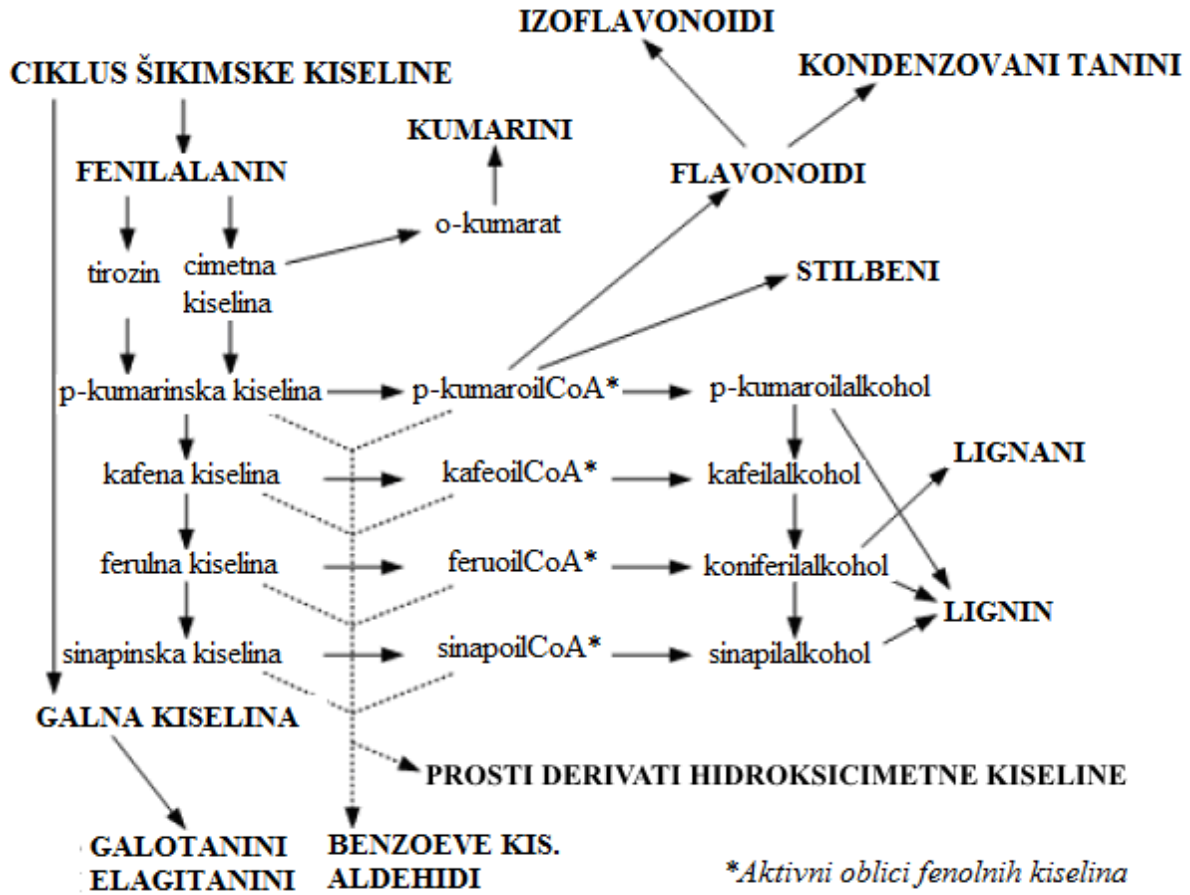 IZOFLAVONOIDI
CIKLUS ŠIKIMSKE KISELINE
KONDENZOVANI TANINI
KUMARINI
FENILALANIN
FLAVONOIDI
o-kumarat
tirozin
cimetna
kiselina
STILBENI
p-kumarinska kiselina
p-kumaroilCoA*
p-kumaroilalkohol
LIGNANI
kafena kiselina
kafeoilCoA*
kafeilalkohol
ferulna kiselina
feruoilCoA*
koniferilalkohol
LIGNIN
sinapinska kiselina
sinapoilCoA*
sinapilalkohol
GALNA KISELINA
PROSTI DERIVATI HIDROKSICIMETNE KISELINE
GALOTANINI
ELAGITANINI
BENZOEVE KIS.
ALDEHIDI
*Aktivni oblici fenolnih kiselina